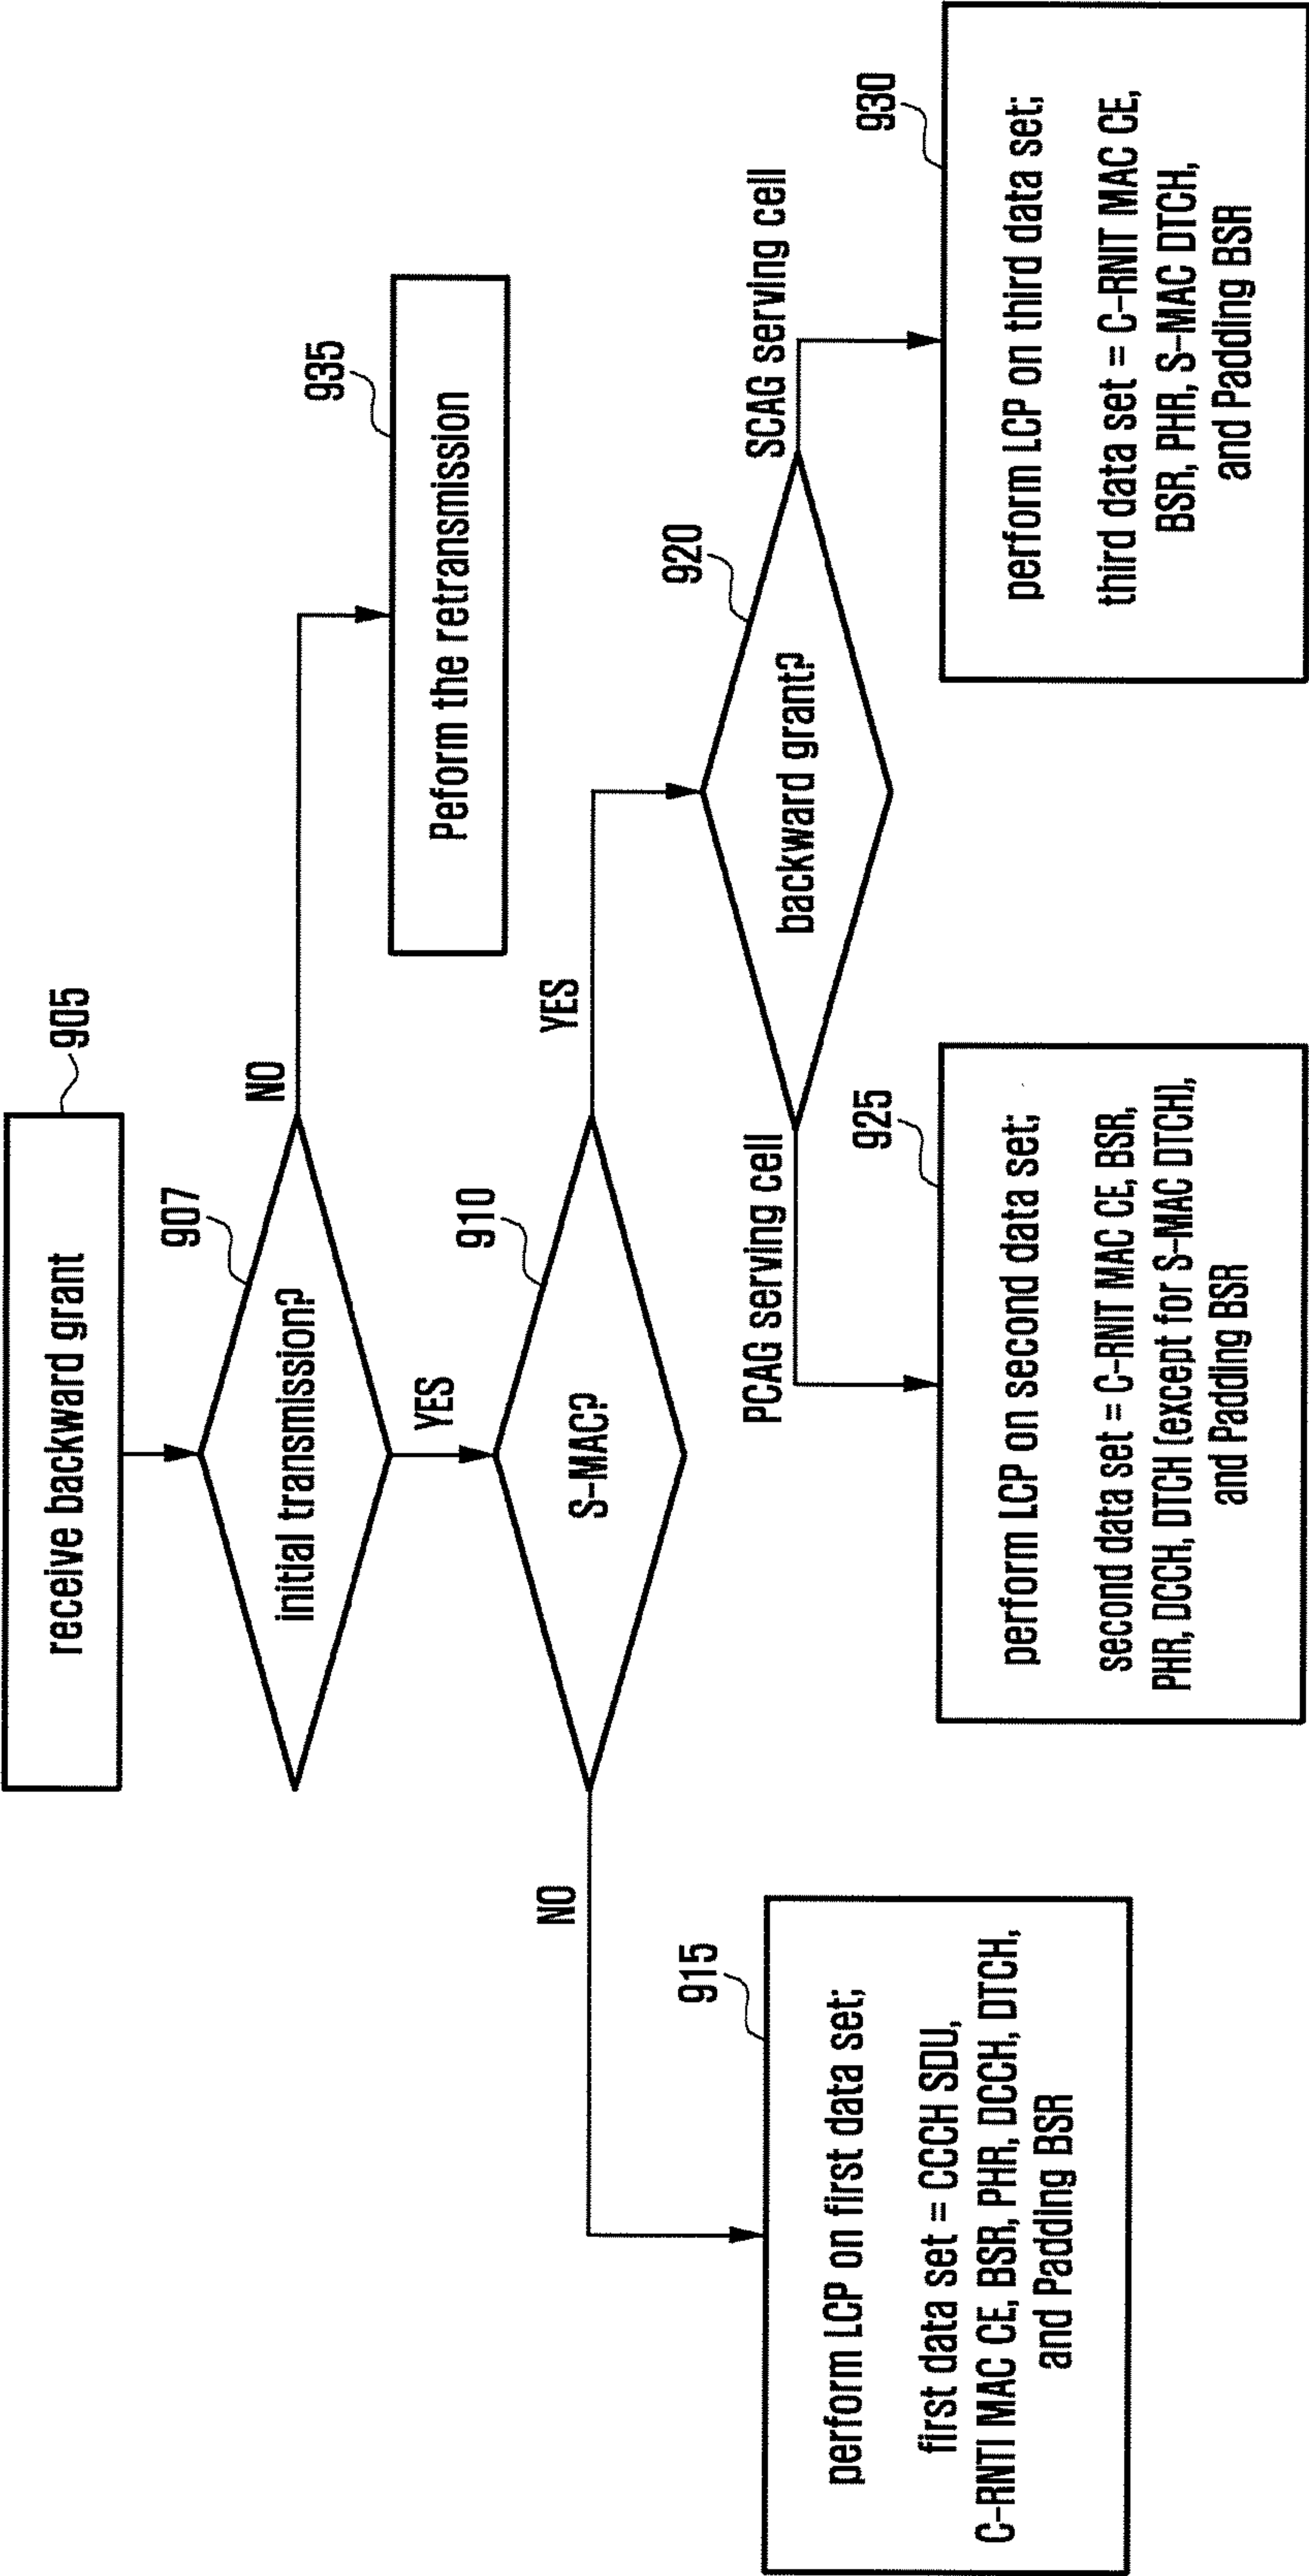 receive backward grant
905
initial transmission?
907
NO
YES
Peform the retransmission
935
S-MAC?
910
NO
YES
perform LCP on first data set;
first data set = CCCH SDU,
C-RNTI MAC CE, BSR, PHR, DCCH, DTCH,
and Padding BSR
915
backward grant?
920
PCAG serving cell
SCAG serving cell
perform LCP on second data set;
second data set = C-RNIT MAC CE, BSR,
PHR, DCCH, DTCH (except for S-MAC DTCH),
and Padding BSR
925
perform LCP on third data set;
third data set = C-RNIT MAC CE,
BSR, PHR, S-MAC DTCH,
and Padding BSR
930